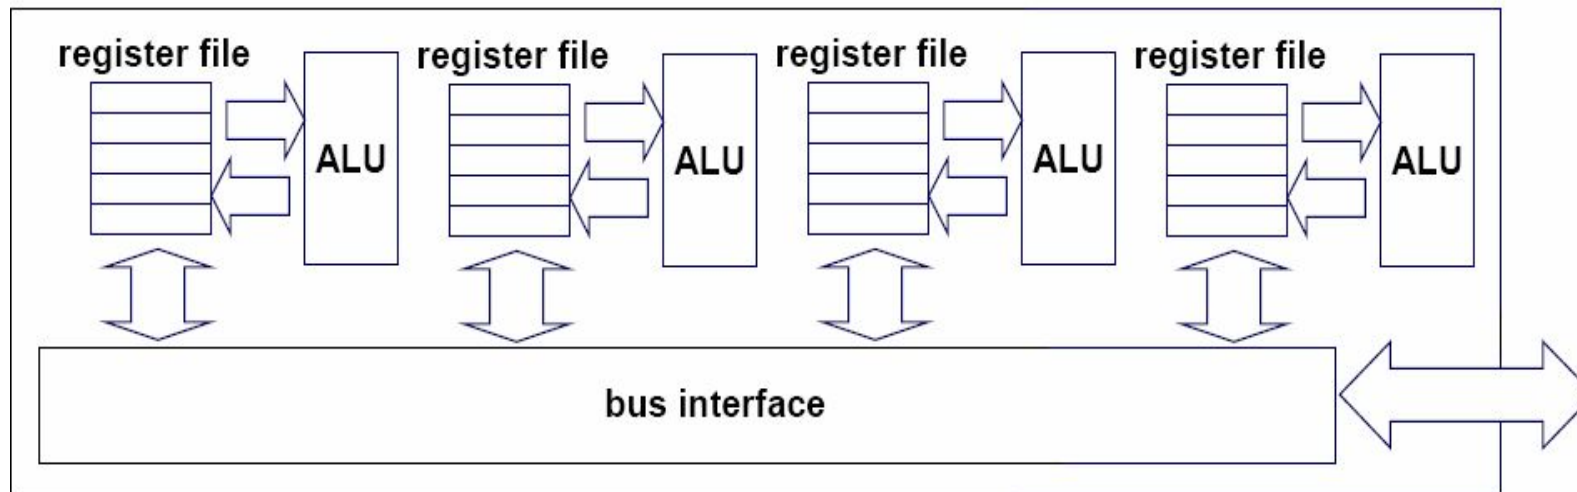 register file
register file
register file
register file
ALU
ALU
ALU
ALU
bus interface